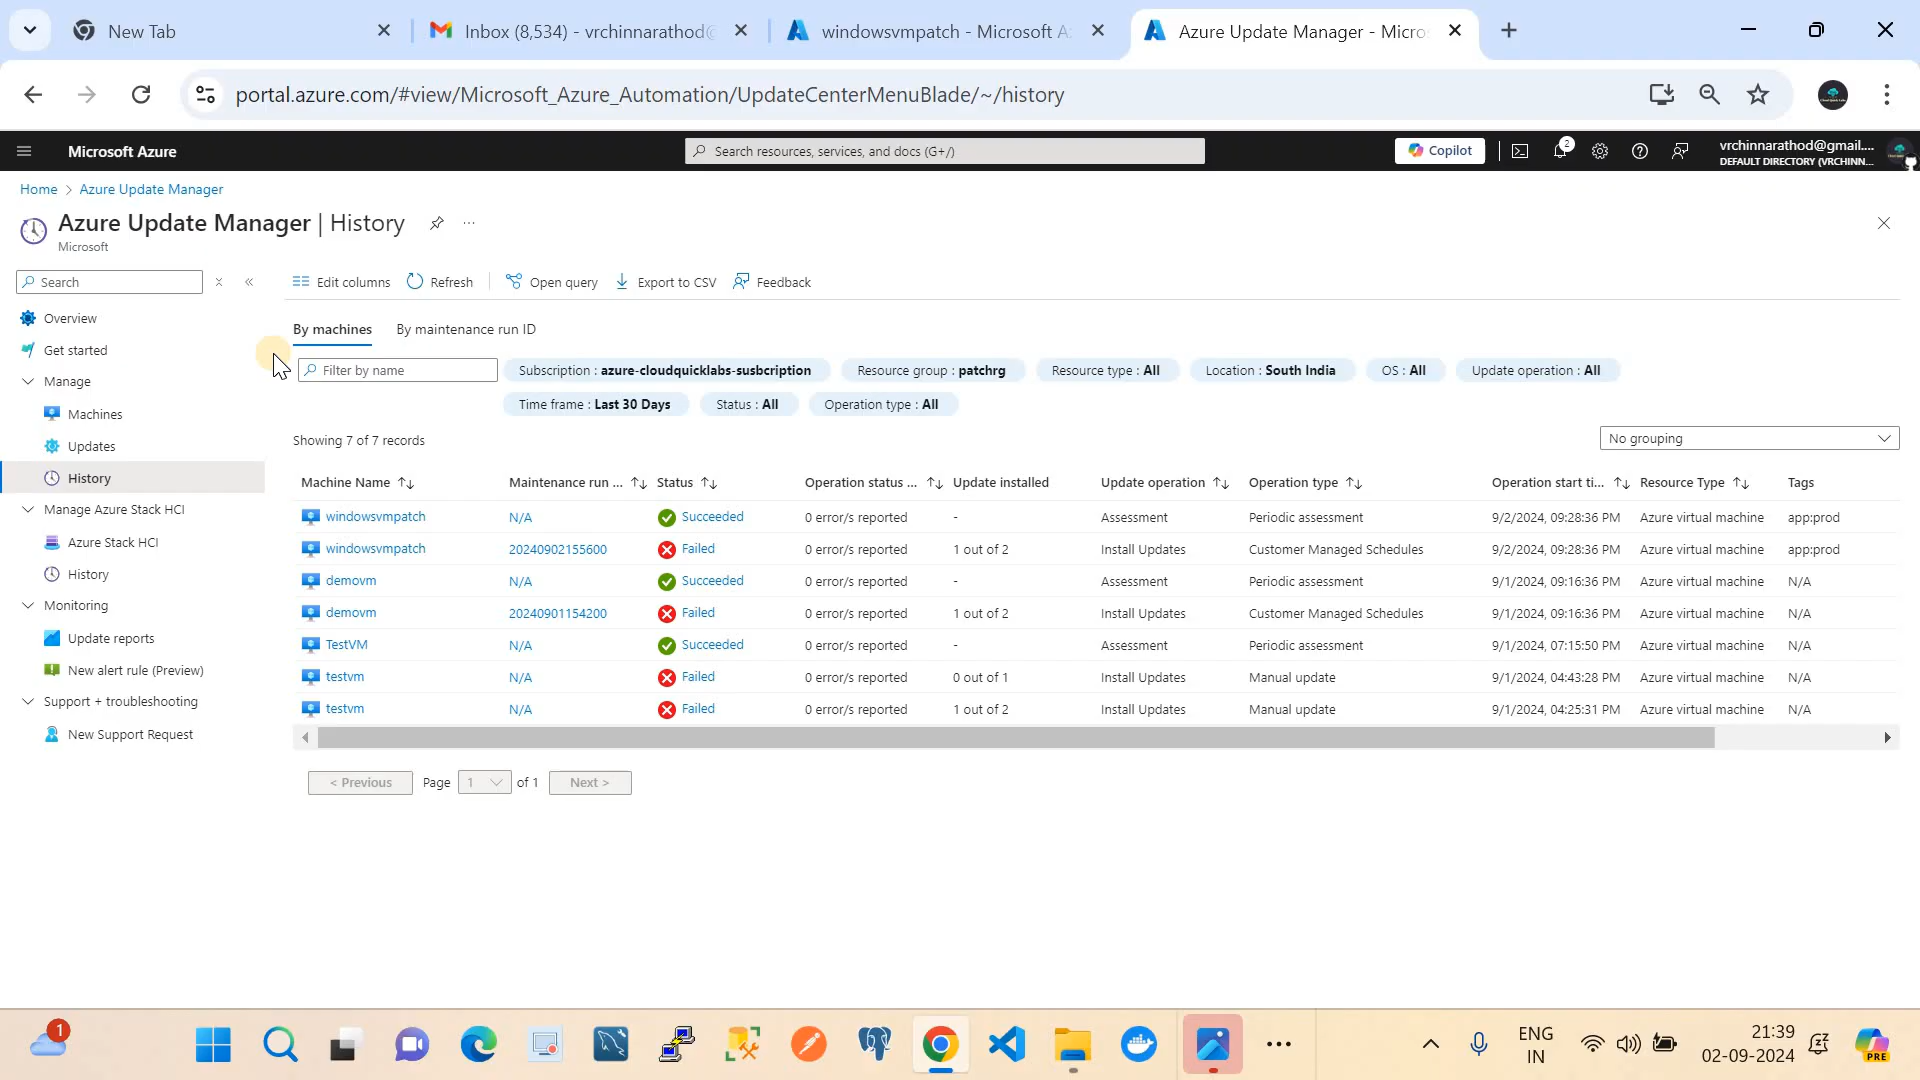 New Tab
Inbox (8,534) - vrchinnarathod@
windowsvmpatch - Microsoft A
Azure Update Manager - Micro
portal.azure.com/#view/Microsoft_Azure_Automation/UpdateCenterMenuBlade/~/history
Microsoft Azure
Search resources, services, and docs (G+/)
Copilot
2
vrchinnarathod@gmail....
DEFAULT DIRECTORY (VRCHINN...
Home > Azure Update Manager
Azure Update Manager | History
Microsoft
Search
Overview
Get started
Manage
Machines
Updates
History
Manage Azure Stack HCI
Azure Stack HCI
History
Monitoring
Update reports
New alert rule (Preview)
Support + troubleshooting
New Support Request
Edit columns
Refresh
Open query
Export to CSV
Feedback
By machines
By maintenance run ID
Filter by name
Subscription : azure-cloudquicklabs-susbcription
Resource group : patchrg
Resource type : All
Location : South India
OS : All
Update operation : All
Time frame : Last 30 Days
Status : All
Operation type : All
Showing 7 of 7 records
No grouping
Machine Name Maintenance run ... Status Operation status ... Update installed Update operation Operation type Operation start ti... Resource Type Tags
windowsvmpatch N/A Succeeded 0 error/s reported - Assessment Periodic assessment 9/2/2024, 09:28:36 PM Azure virtual machine app:prod
windowsvmpatch 20240902155600 Failed 0 error/s reported 1 out of 2 Install Updates Customer Managed Schedules 9/2/2024, 09:28:36 PM Azure virtual machine app:prod
demovm N/A Succeeded 0 error/s reported - Assessment Periodic assessment 9/1/2024, 09:16:36 PM Azure virtual machine N/A
demovm 20240901154200 Failed 0 error/s reported 1 out of 2 Install Updates Customer Managed Schedules 9/1/2024, 09:16:36 PM Azure virtual machine N/A
TestVM N/A Succeeded 0 error/s reported - Assessment Periodic assessment 9/1/2024, 07:15:50 PM Azure virtual machine N/A
testvm N/A Failed 0 error/s reported 0 out of 1 Install Updates Manual update 9/1/2024, 04:43:28 PM Azure virtual machine N/A
testvm N/A Failed 0 error/s reported 1 out of 2 Install Updates Manual update 9/1/2024, 04:25:31 PM Azure virtual machine N/A
< Previous Page 1 of 1 Next >
1
ENG
IN
21:39
02-09-2024
PRE